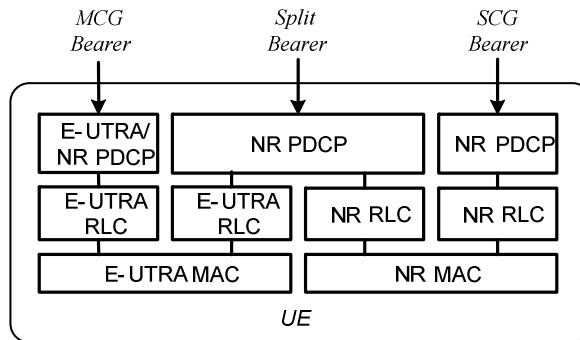 MCG
Bearer
Split
Bearer
SCG
Bearer
E-UTRA/
NR PDCP
NR PDCP
NR PDCP
E-UTRA
RLC
E-UTRA
RLC
NR RLC
NR RLC
E-UTRA MAC
NR MAC
UE